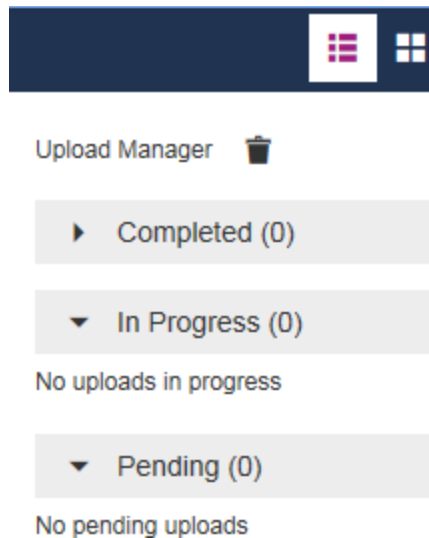 Upload Manager
Completed (0)
In Progress (0)
No uploads in progress
Pending (0)
No pending uploads